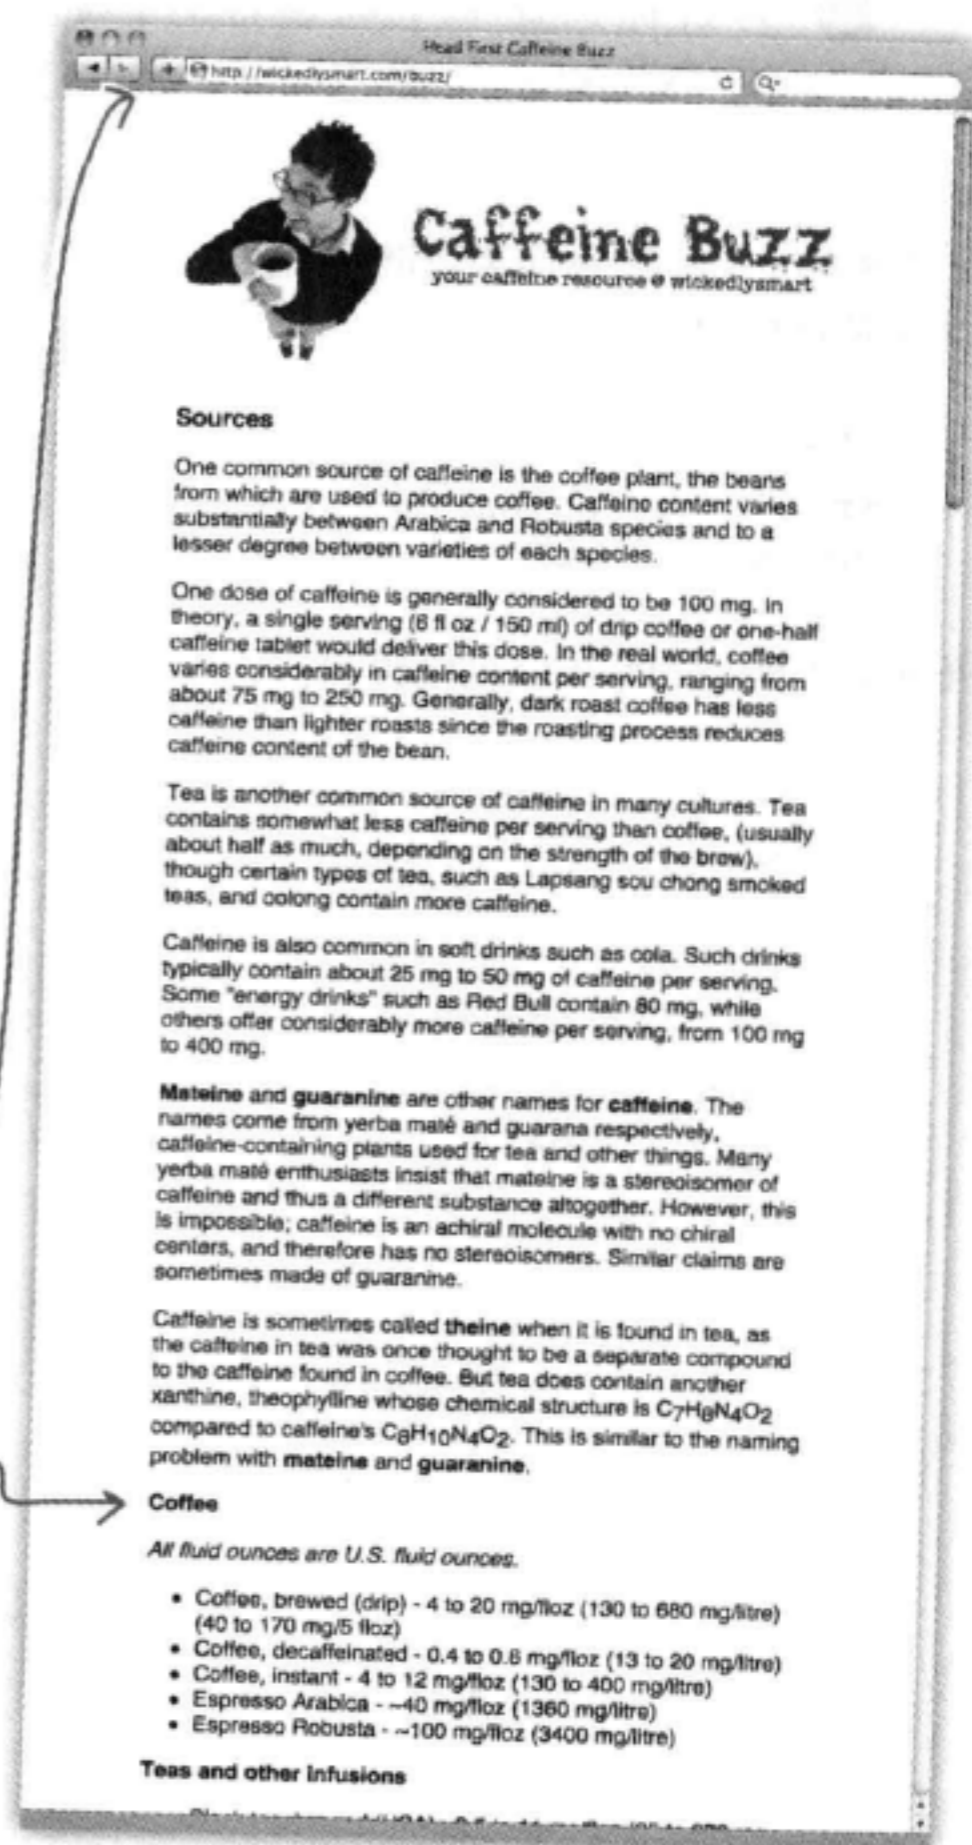 Head First Caffeine Buzz
http://wickedlysmart.com/buzz/
Caffeine Buzz
your caffeine resource @ wickedlysmart
Sources
One common source of caffeine is the coffee plant, the beans
from which are used to produce coffee. Caffeine content varies
substantially between Arabica and Robusta species and to a
lesser degree between varieties of each species.
One dose of caffeine is generally considered to be 100 mg. In
theory, a single serving (6 fl oz / 150 ml) of drip coffee or one-half
caffeine tablet would deliver this dose. In the real world, coffee
varies considerably in caffeine content per serving, ranging from
about 75 mg to 250 mg. Generally, dark roast coffee has less
caffeine than lighter roasts since the roasting process reduces
caffeine content of the bean.
Tea is another common source of caffeine in many cultures. Tea
contains somewhat less caffeine per serving than coffee, (usually
about half as much, depending on the strength of the brew),
though certain types of tea, such as Lapsang sou chong smoked
teas, and oolong contain more caffeine.
Caffeine is also common in soft drinks such as cola. Such drinks
typically contain about 25 mg to 50 mg of caffeine per serving.
Some "energy drinks" such as Red Bull contain 80 mg, while
others offer considerably more caffeine per serving, from 100 mg
to 400 mg.
Mateine and guaranine are other names for caffeine. The
names come from yerba maté and guarana respectively,
caffeine-containing plants used for tea and other things. Many
yerba maté enthusiasts insist that mateine is a stereoisomer of
caffeine and thus a different substance altogether. However, this
is impossible; caffeine is an achiral molecule with no chiral
centers, and therefore has no stereoisomers. Similar claims are
sometimes made of guaranine.
Caffeine is sometimes called theine when it is found in tea, as
the caffeine in tea was once thought to be a separate compound
to the caffeine found in coffee. But tea does contain another
xanthine, theophylline whose chemical structure is C7H8N4O2
compared to caffeine's C8H10N4O2. This is similar to the naming
problem with mateine and guaranine.
Coffee
All fluid ounces are U.S. fluid ounces.
• Coffee, brewed (drip) - 4 to 20 mg/floz (130 to 680 mg/litre)
(40 to 170 mg/5 floz)
• Coffee, decaffeinated - 0.4 to 0.6 mg/floz (13 to 20 mg/litre)
• Coffee, instant - 4 to 12 mg/floz (130 to 400 mg/litre)
• Espresso Arabica - ~40 mg/floz (1360 mg/litre)
• Espresso Robusta - ~100 mg/floz (3400 mg/litre)
Teas and other infusions